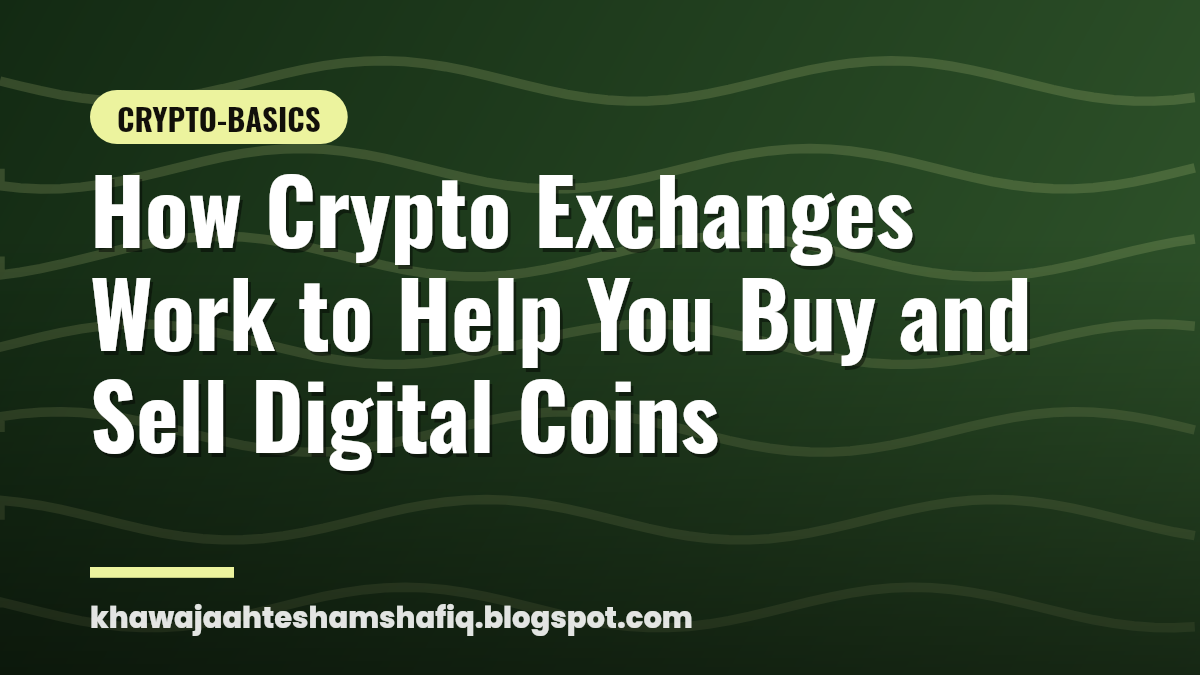 CRYPTO-BASICS
How Crypto Exchanges
Work to Help You Buy and
Sell Digital Coins
khawajaahteshamshafiq.blogspot.com